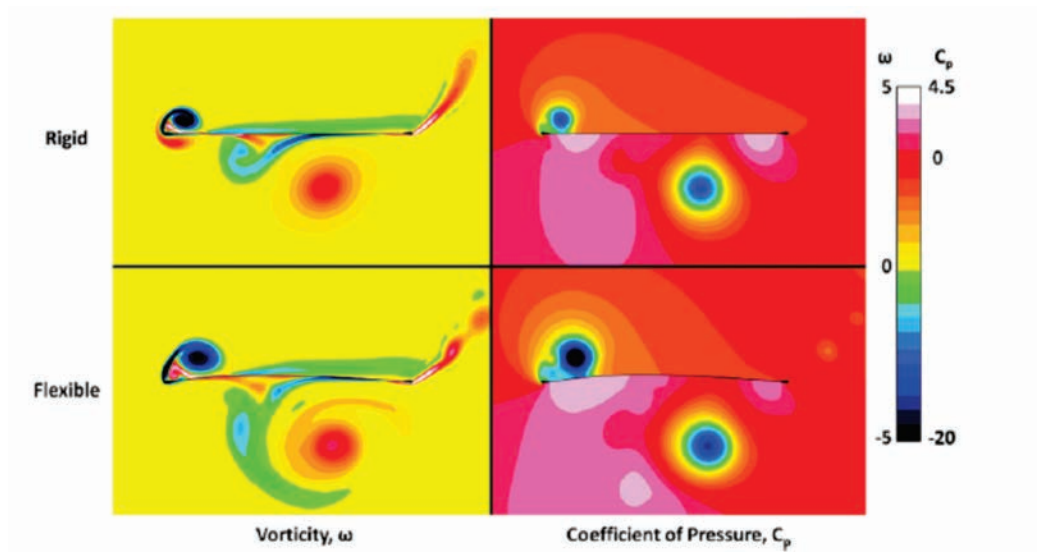 ω Cₚ
5 4.5
Rigid
0
0
Flexible
-5 -20
Vorticity, ω Coefficient of Pressure, Cₚ